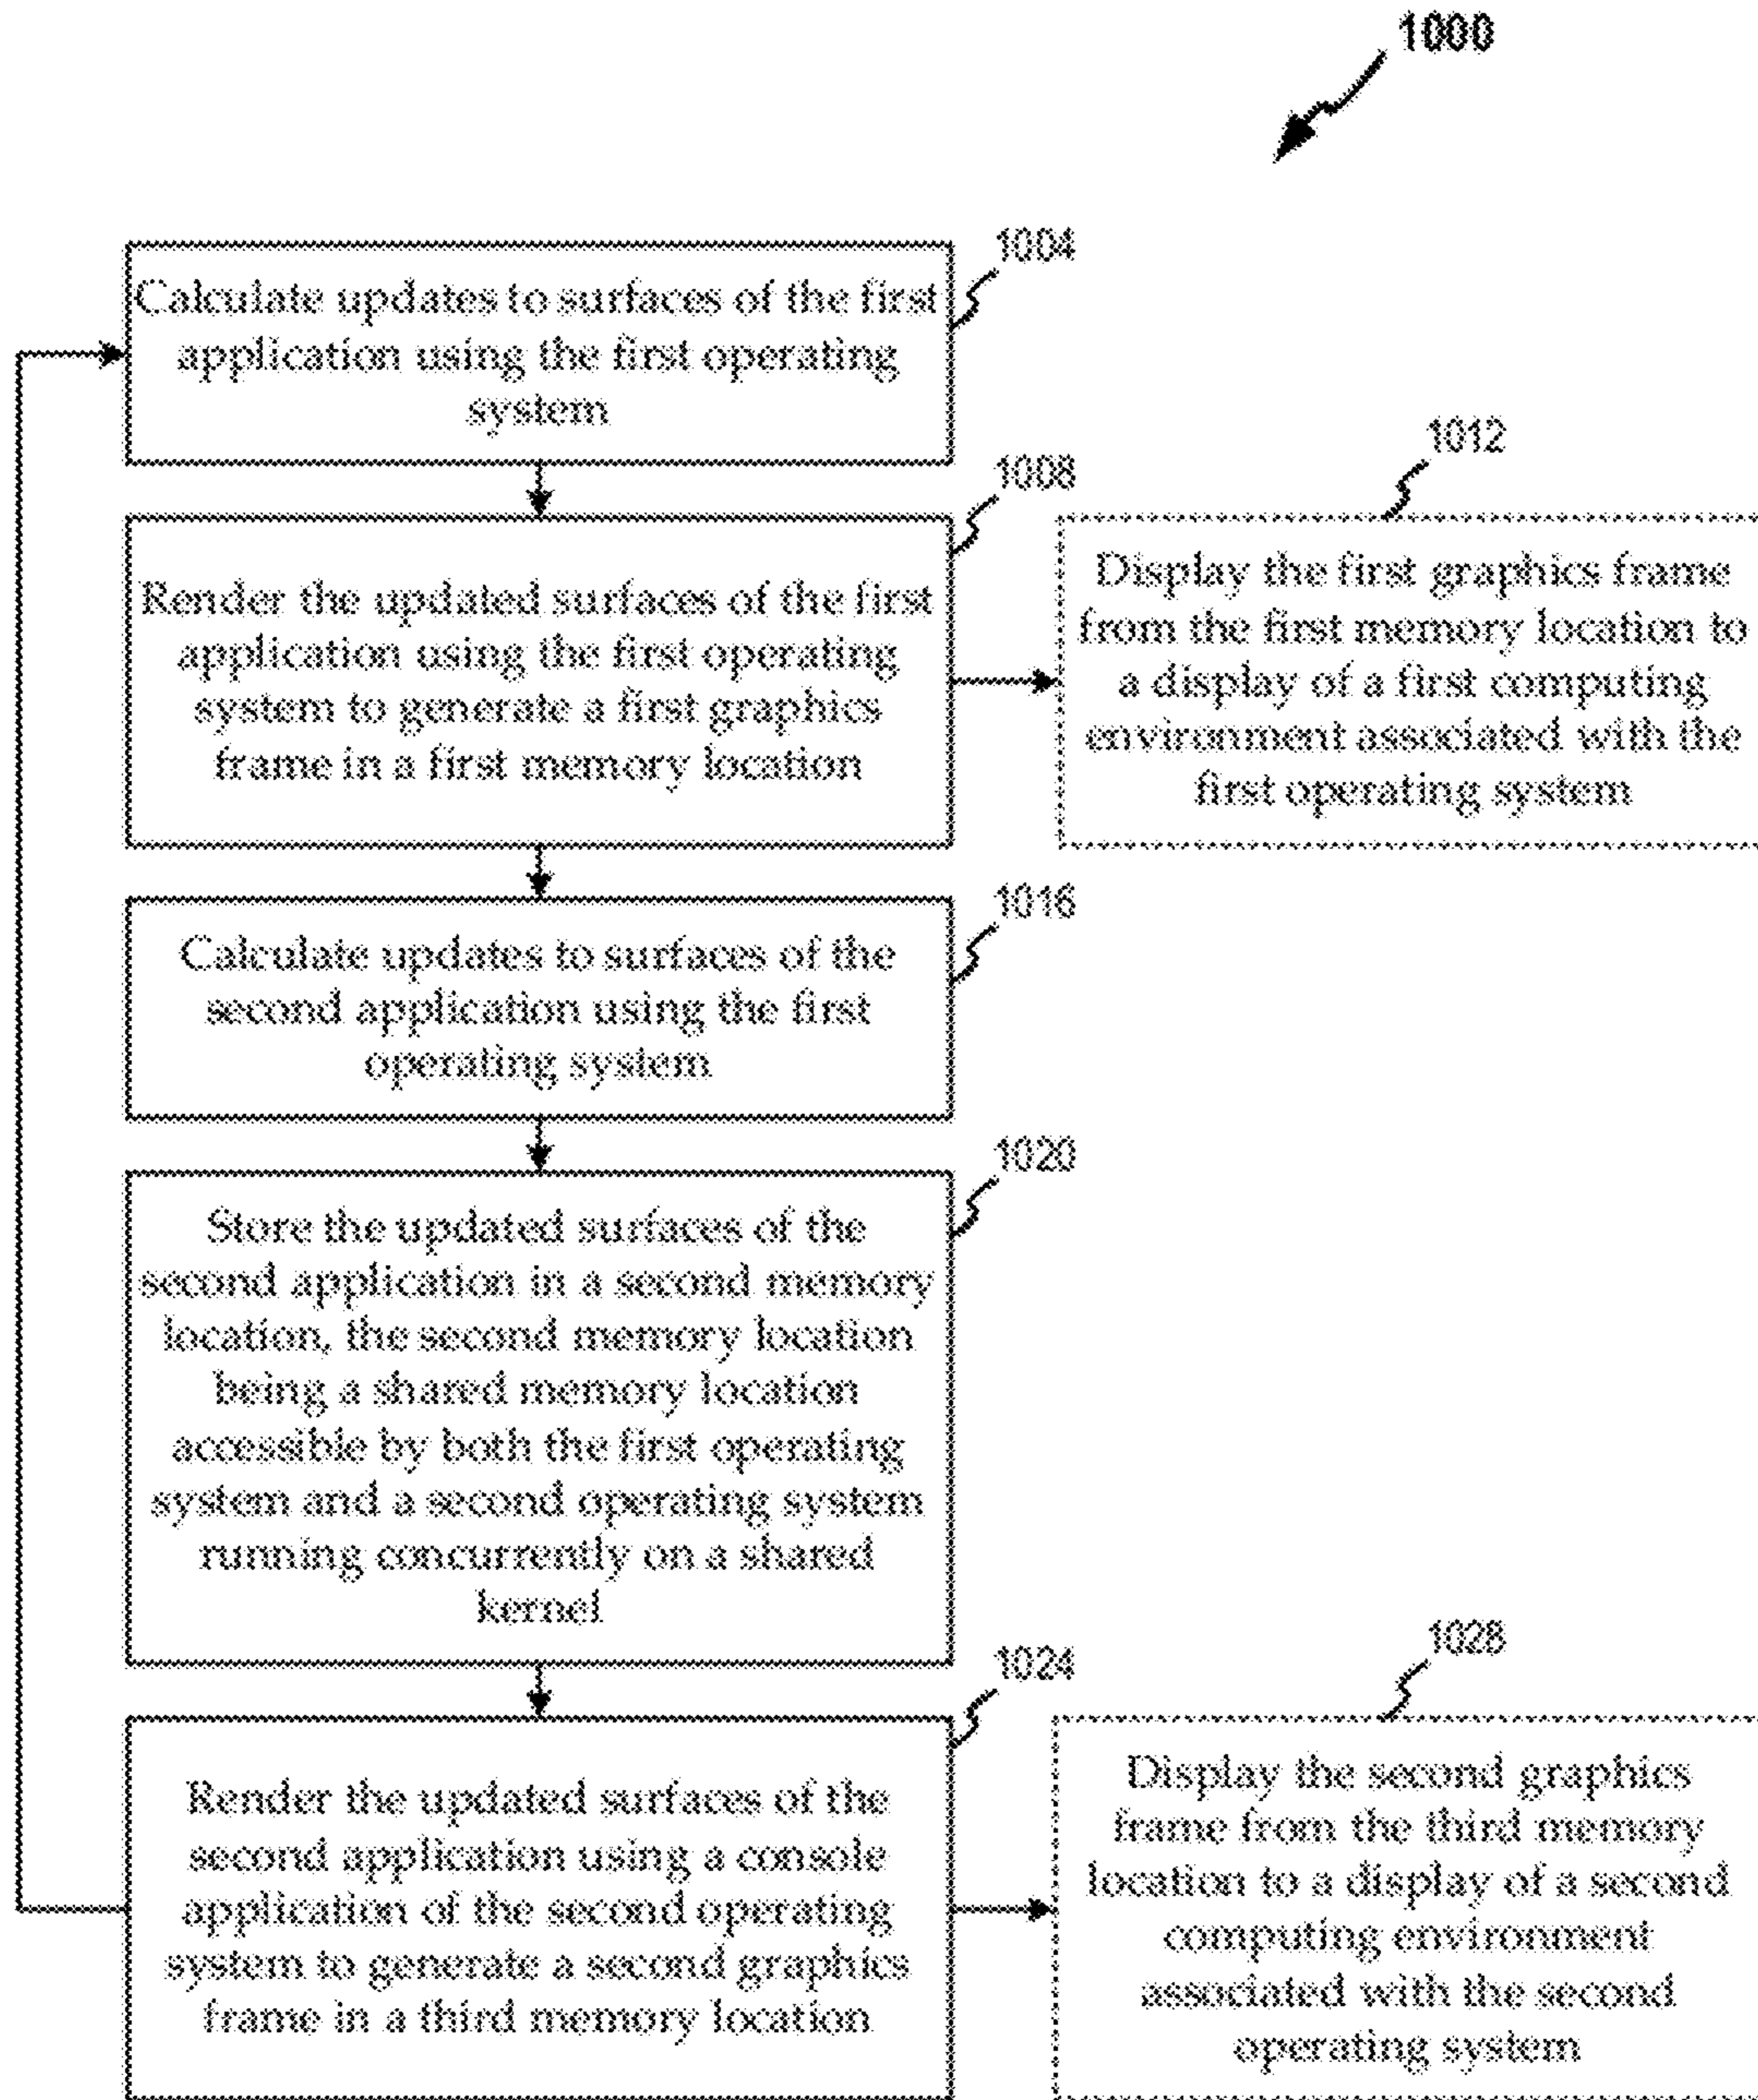 1000
1004
Calculate updates to surfaces of the first
application using the first operating
system
1008
Render the updated surfaces of the first
application using the first operating
system to generate a first graphics
frame in a first memory location
1012
Display the first graphics frame
from the first memory location to
a display of a first computing
environment associated with the
first operating system
1016
Calculate updates to surfaces of the
second application using the first
operating system
1020
Store the updated surfaces of the
second application in a second memory
location, the second memory location
being a shared memory location
accessible by both the first operating
system and a second operating system
running concurrently on a shared
kernel
1024
Render the updated surfaces of the
second application using a console
application of the second operating
system to generate a second graphics
frame in a third memory location
1028
Display the second graphics
frame from the third memory
location to a display of a second
computing environment
associated with the second
operating system